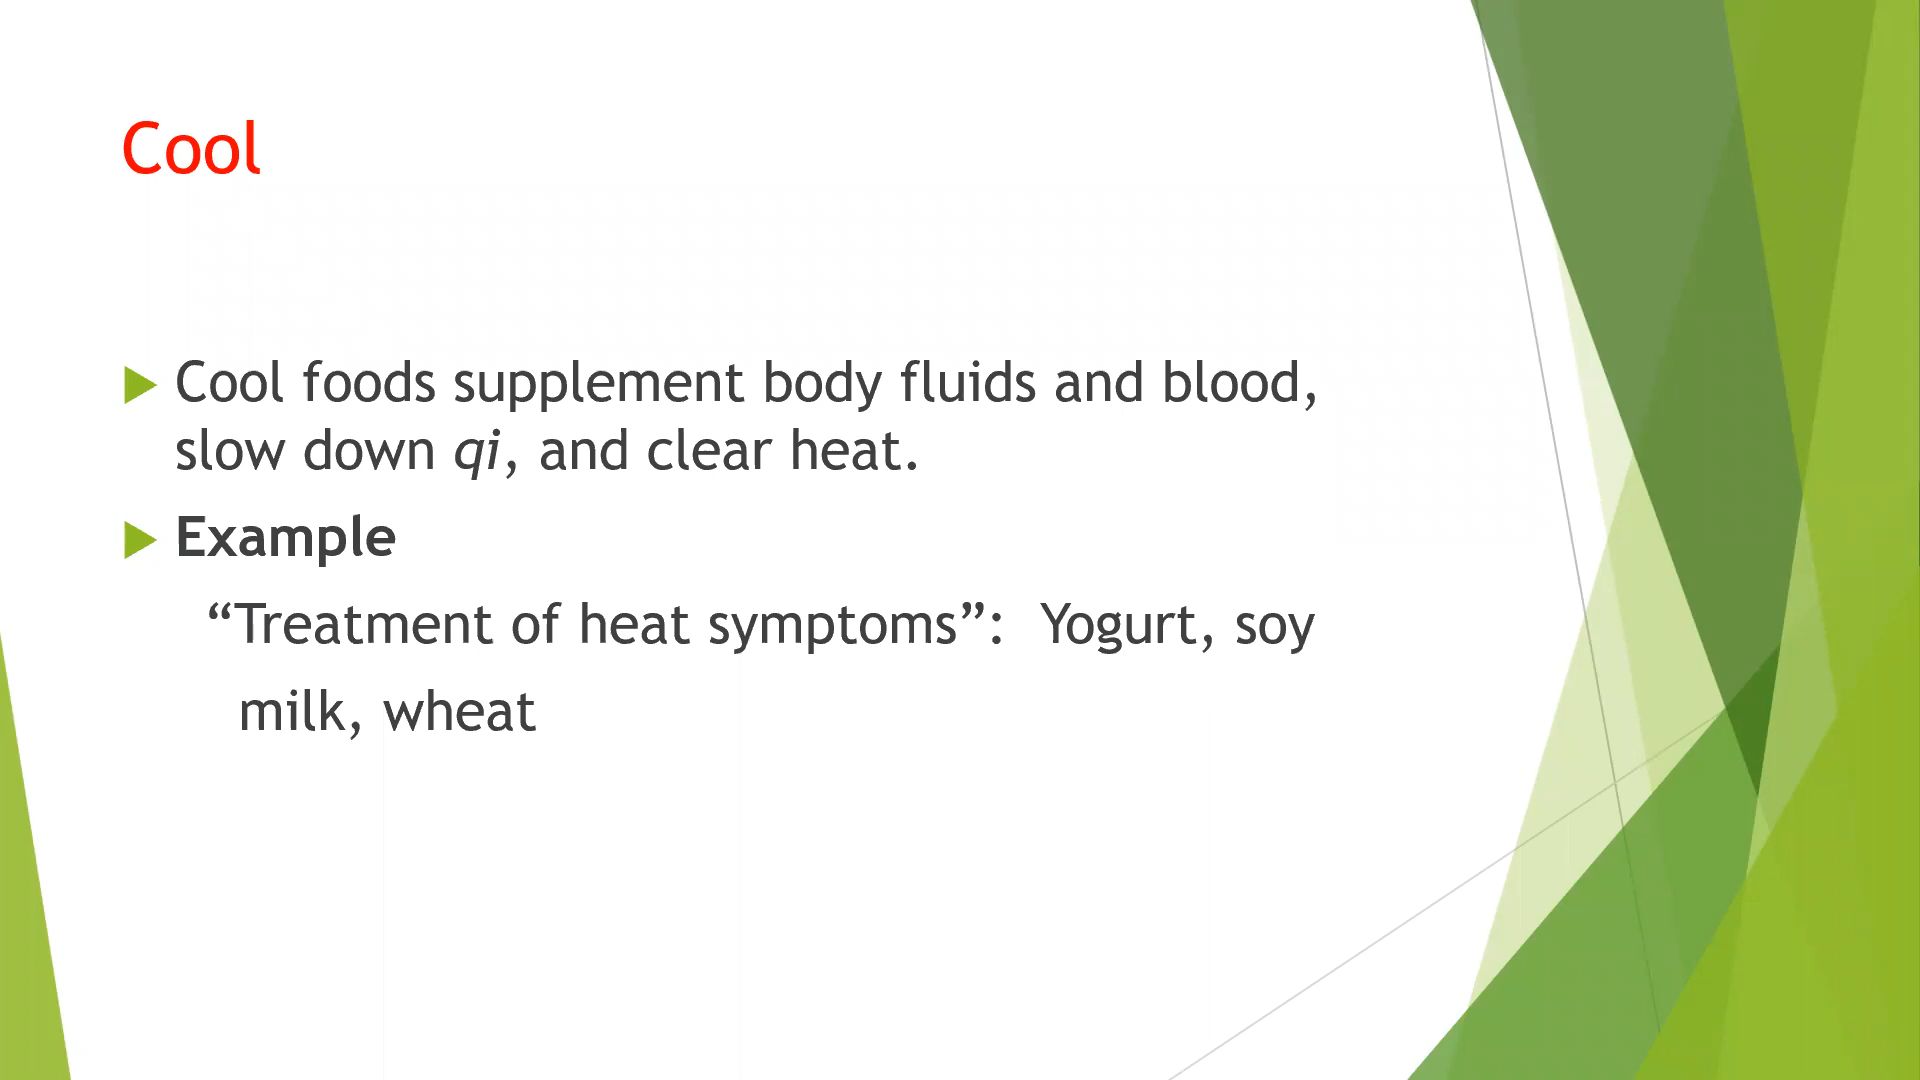 Cool
Cool foods supplement body fluids and blood,
slow down qi, and clear heat.
Example
“Treatment of heat symptoms”:  Yogurt, soy
milk, wheat